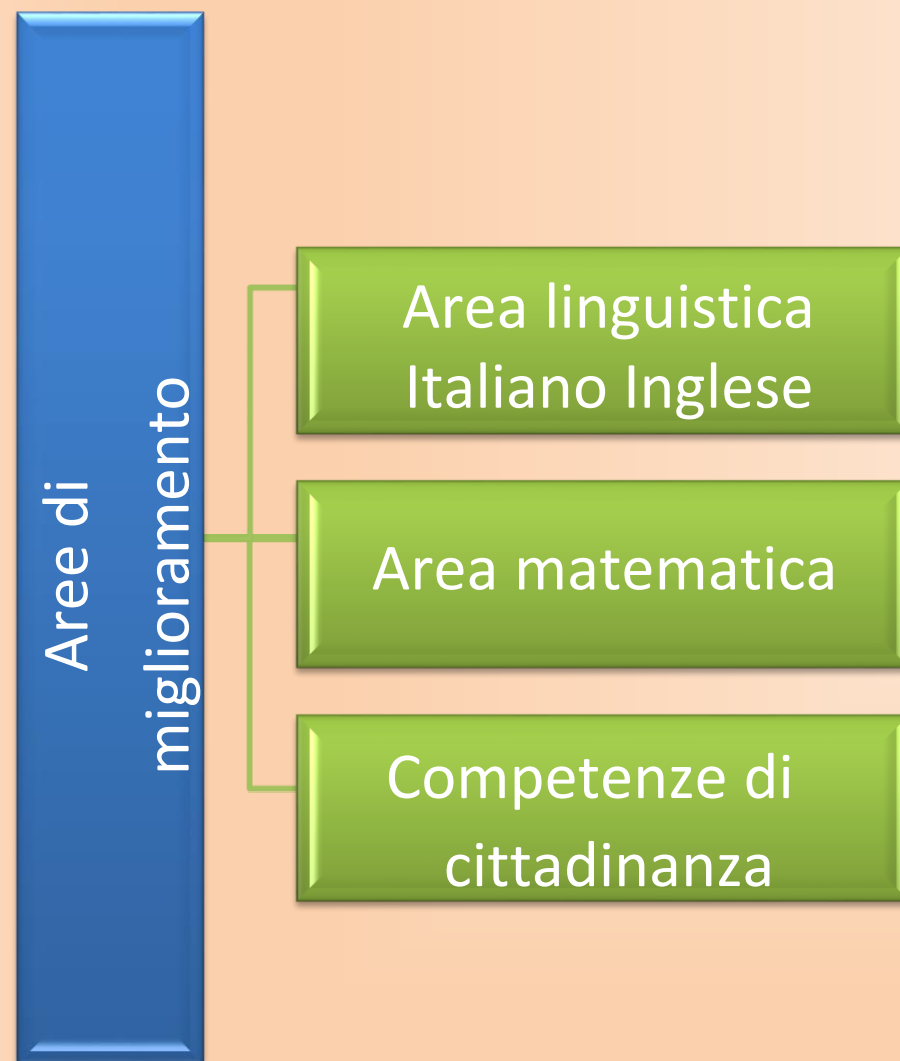 Aree di
miglioramento
Area linguistica
Italiano Inglese
Area matematica
Competenze di
cittadinanza